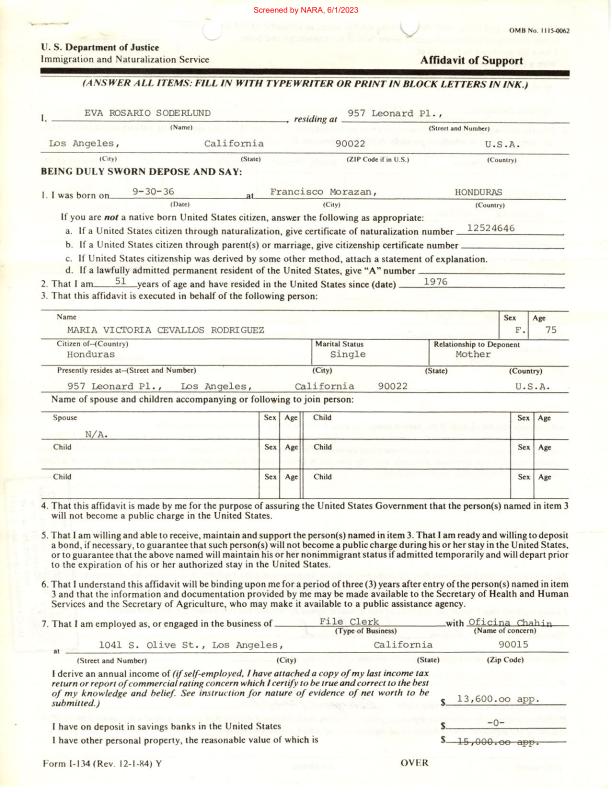 Screened by NARA, 6/1/2023
OMB No. 1115-0062
U. S. Department of Justice
Immigration and Naturalization Service Affidavit of Support
(ANSWER ALL ITEMS: FILL IN WITH TYPEWRITER OR PRINT IN BLOCK LETTERS IN INK.)
I, EVA ROSARIO SODERLUND, residing at 957 Leonard Pl.,
(Name) (Street and Number)
Los Angeles, California 90022 U.S.A.
(City) (State) (ZIP Code if in U.S.) (Country)
BEING DULY SWORN DEPOSE AND SAY:
1. I was born on 9-30-36 at Francisco Morazan, HONDURAS
(Date) (City) (Country)
If you are not a native born United States citizen, answer the following as appropriate:
a. If a United States citizen through naturalization, give certificate of naturalization number 12524646
b. If a United States citizen through parent(s) or marriage, give citizenship certificate number
c. If United States citizenship was derived by some other method, attach a statement of explanation.
d. If a lawfully admitted permanent resident of the United States, give "A" number
2. That I am 51 years of age and have resided in the United States since (date) 1976
3. That this affidavit is executed in behalf of the following person:
Name Sex Age
MARIA VICTORIA CEVALLOS RODRIGUEZ F. 75
Citizen of--(Country) Marital Status Relationship to Deponent
Honduras Single Mother
Presently resides at--(Street and Number) (City) (State) (Country)
957 Leonard Pl., Los Angeles, California 90022 U.S.A.
Name of spouse and children accompanying or following to join person:
Spouse Sex Age Child Sex Age
N/A.
Child Sex Age Child Sex Age
Child Sex Age Child Sex Age
4. That this affidavit is made by me for the purpose of assuring the United States Government that the person(s) named in item 3
will not become a public charge in the United States.
5. That I am willing and able to receive, maintain and support the person(s) named in item 3. That I am ready and willing to deposit
a bond, if necessary, to guarantee that such person(s) will not become a public charge during his or her stay in the United States,
or to guarantee that the above named will maintain his or her nonimmigrant status if admitted temporarily and will depart
prior to the expiration of his or her authorized stay in the United States.
6. That I understand this affidavit will be binding upon me for a period of three (3) years after entry of the person(s) named in item
3 and that the information and documentation provided by me may be made available to the Secretary of Health and Human
Services and the Secretary of Agriculture, who may make it available to a public assistance agency.
7. That I am employed as, or engaged in the business of File Clerk with Oficina Chahin
(Type of Business) (Name of concern)
at 1041 S. Olive St., Los Angeles, California 90015
(Street and Number) (City) (State) (Zip Code)
I derive an annual income of (if self-employed, I have attached a copy of my last income tax
return or report of commercial rating concern which I certify to be true and correct to the best
of my knowledge and belief. See instruction for nature of evidence of net worth to be
submitted.) $ 13,600.oo app.
I have on deposit in savings banks in the United States $ -0-
I have other personal property, the reasonable value of which is $ 15,000.oo app.
Form I-134 (Rev. 12-1-84) Y OVER